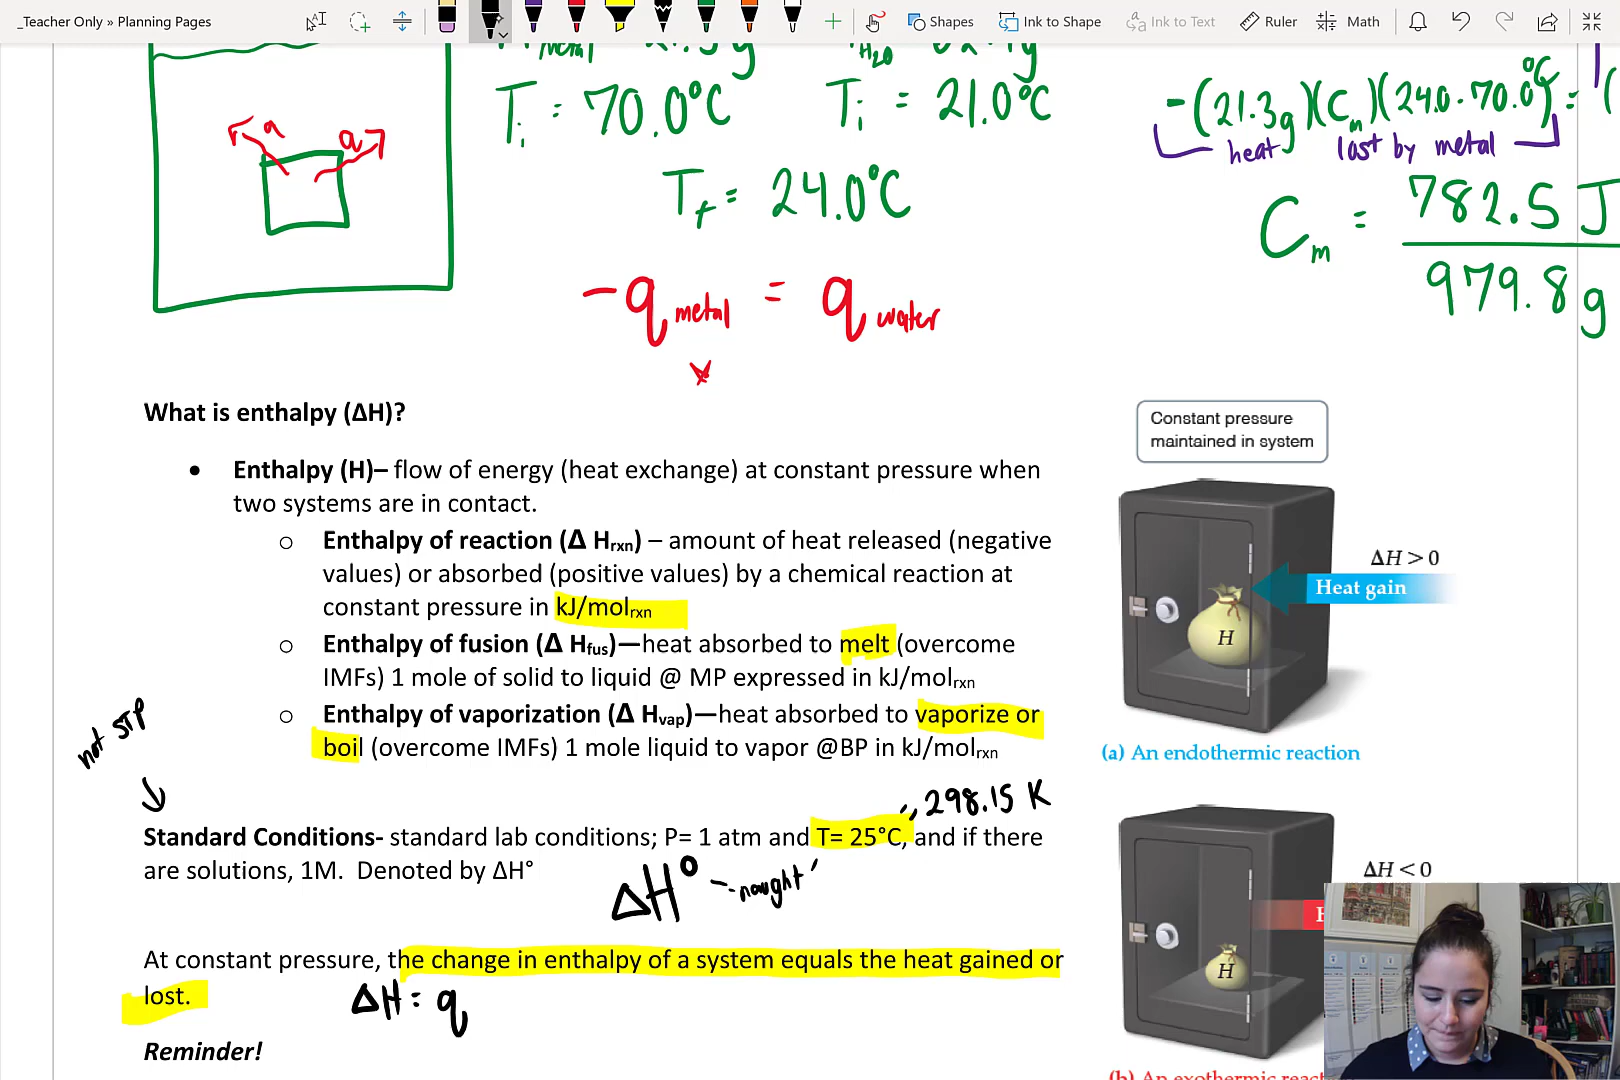 _Teacher Only » Planning Pages
Shapes
Ink to Shape
Ink to Text
Ruler
Math
Metal
H2O
Ti = 70.0°C
Ti = 21.0°C
Tf = 24.0°C
-(21.3g)(Cm)(24.0-70.0°C) = (
heat lost by metal
Cm = 782.5 J
979.8 g
q
q
-q metal = q water
What is enthalpy (ΔH)?
• Enthalpy (H)– flow of energy (heat exchange) at constant pressure when
two systems are in contact.
o Enthalpy of reaction (Δ Hrxn) – amount of heat released (negative
values) or absorbed (positive values) by a chemical reaction at
constant pressure in kJ/molrxn
o Enthalpy of fusion (Δ Hfus)—heat absorbed to melt (overcome
IMFs) 1 mole of solid to liquid @ MP expressed in kJ/molrxn
o Enthalpy of vaporization (Δ Hvap)—heat absorbed to vaporize or
boil (overcome IMFs) 1 mole liquid to vapor @BP in kJ/molrxn
not STP
298.15 K
Standard Conditions- standard lab conditions; P= 1 atm and T= 25°C, and if there
are solutions, 1M. Denoted by ΔH°
ΔH° - naught
At constant pressure, the change in enthalpy of a system equals the heat gained or
lost.
ΔH = q
Reminder!
Constant pressure
maintained in system
ΔH > 0
Heat gain
H
(a) An endothermic reaction
ΔH < 0
H
H
(b) An exothermic react